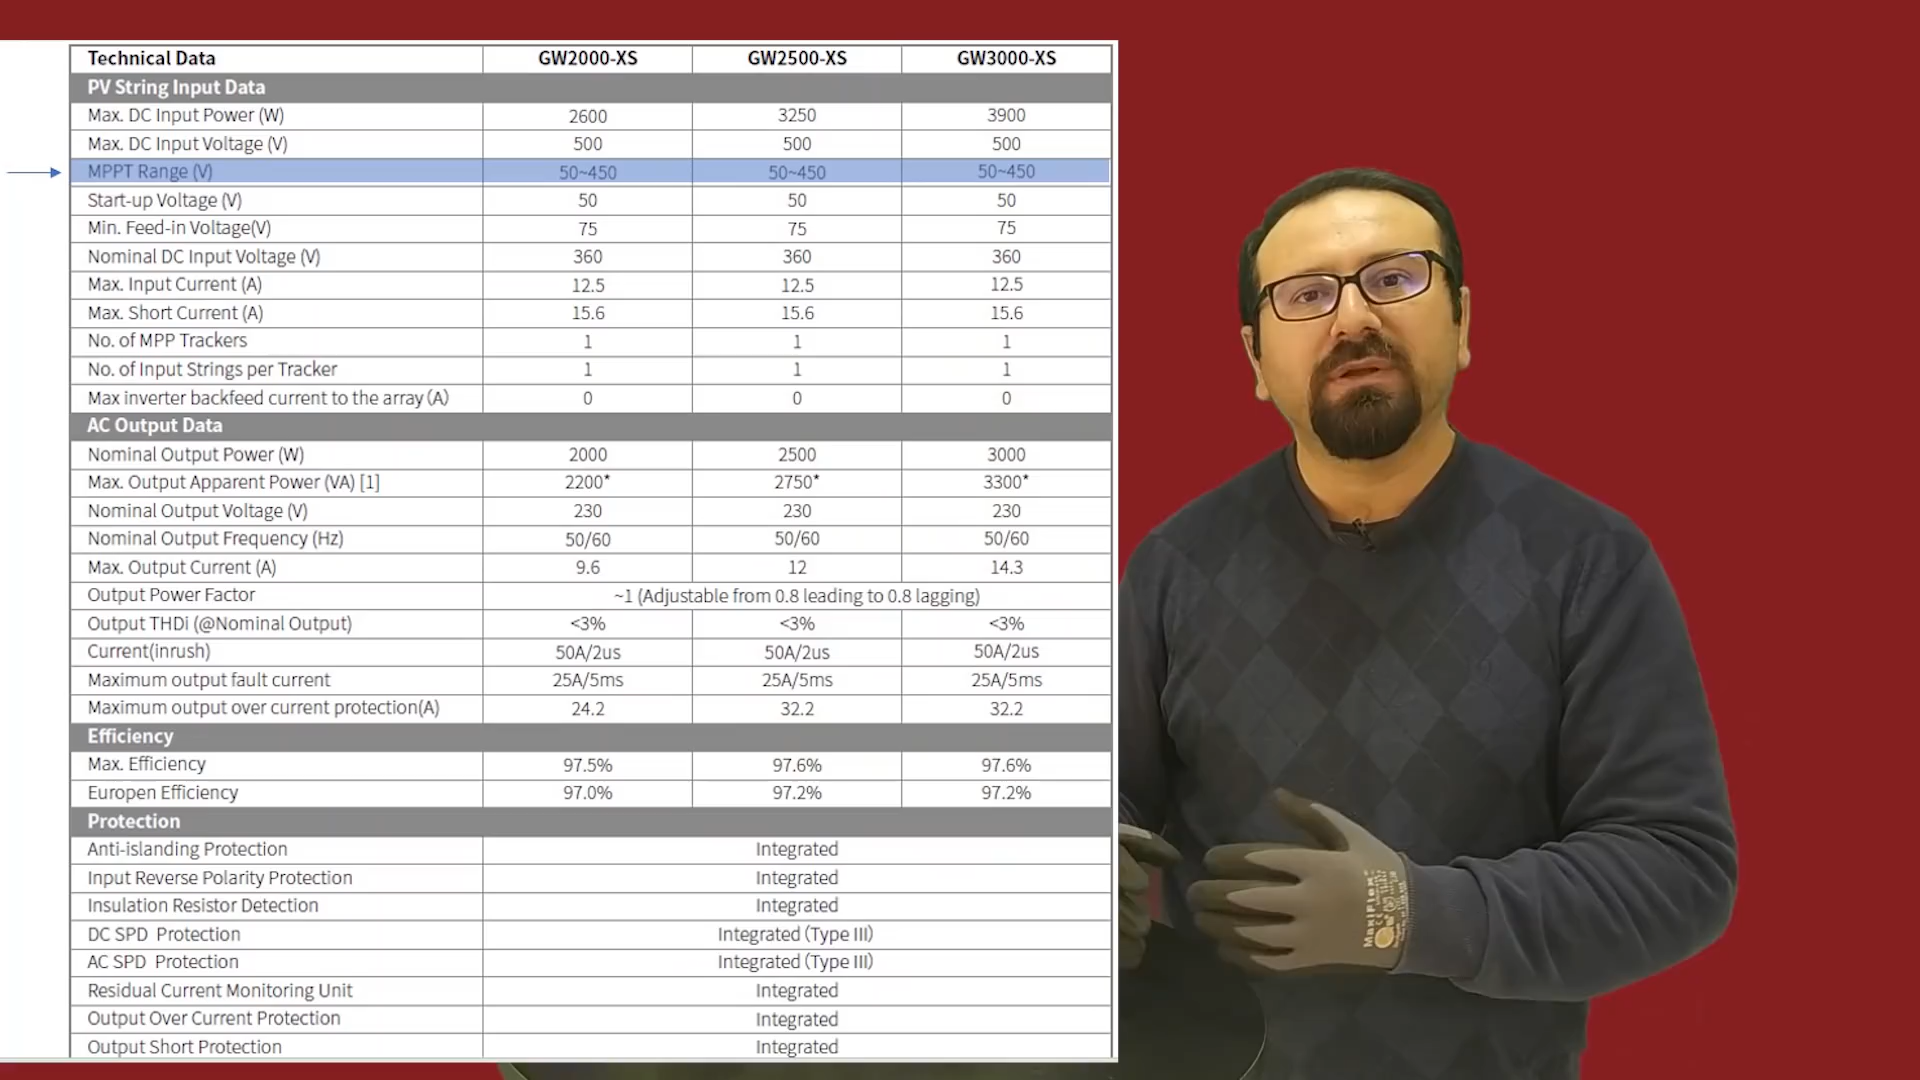 Technical Data GW2000-XS GW2500-XS GW3000-XS
PV String Input Data
Max. DC Input Power (W) 2600 3250 3900
Max. DC Input Voltage (V) 500 500 500
MPPT Range (V) 50~450 50~450 50~450
Start-up Voltage (V) 50 50 50
Min. Feed-in Voltage(V) 75 75 75
Nominal DC Input Voltage (V) 360 360 360
Max. Input Current (A) 12.5 12.5 12.5
Max. Short Current (A) 15.6 15.6 15.6
No. of MPP Trackers 1 1 1
No. of Input Strings per Tracker 1 1 1
Max inverter backfeed current to the array (A) 0 0 0
AC Output Data
Nominal Output Power (W) 2000 2500 3000
Max. Output Apparent Power (VA) [1] 2200* 2750* 3300*
Nominal Output Voltage (V) 230 230 230
Nominal Output Frequency (Hz) 50/60 50/60 50/60
Max. Output Current (A) 9.6 12 14.3
Output Power Factor ~1 (Adjustable from 0.8 leading to 0.8 lagging)
Output THDi (@Nominal Output) <3% <3% <3%
Current(inrush) 50A/2us 50A/2us 50A/2us
Maximum output fault current 25A/5ms 25A/5ms 25A/5ms
Maximum output over current protection(A) 24.2 32.2 32.2
Efficiency
Max. Efficiency 97.5% 97.6% 97.6%
Europen Efficiency 97.0% 97.2% 97.2%
Protection
Anti-islanding Protection Integrated
Input Reverse Polarity Protection Integrated
Insulation Resistor Detection Integrated
DC SPD Protection Integrated (Type III)
AC SPD Protection Integrated (Type III)
Residual Current Monitoring Unit Integrated
Output Over Current Protection Integrated
Output Short Protection Integrated
MaxiFlex